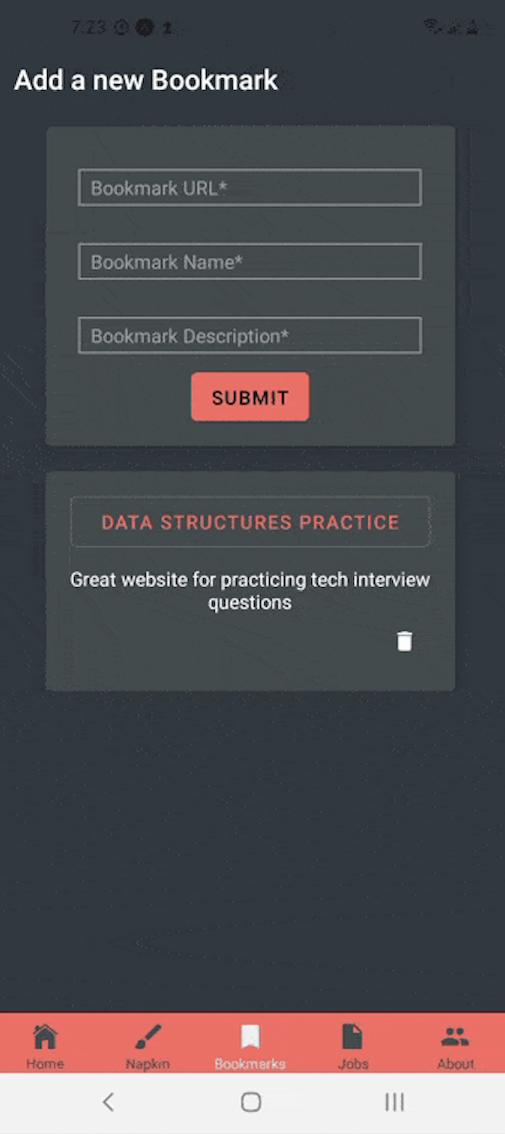 7:23
Add a new Bookmark
Bookmark URL*
Bookmark Name*
Bookmark Description*
SUBMIT
DATA STRUCTURES PRACTICE
Great website for practicing tech interview
questions
Home Napkin Bookmarks Jobs About